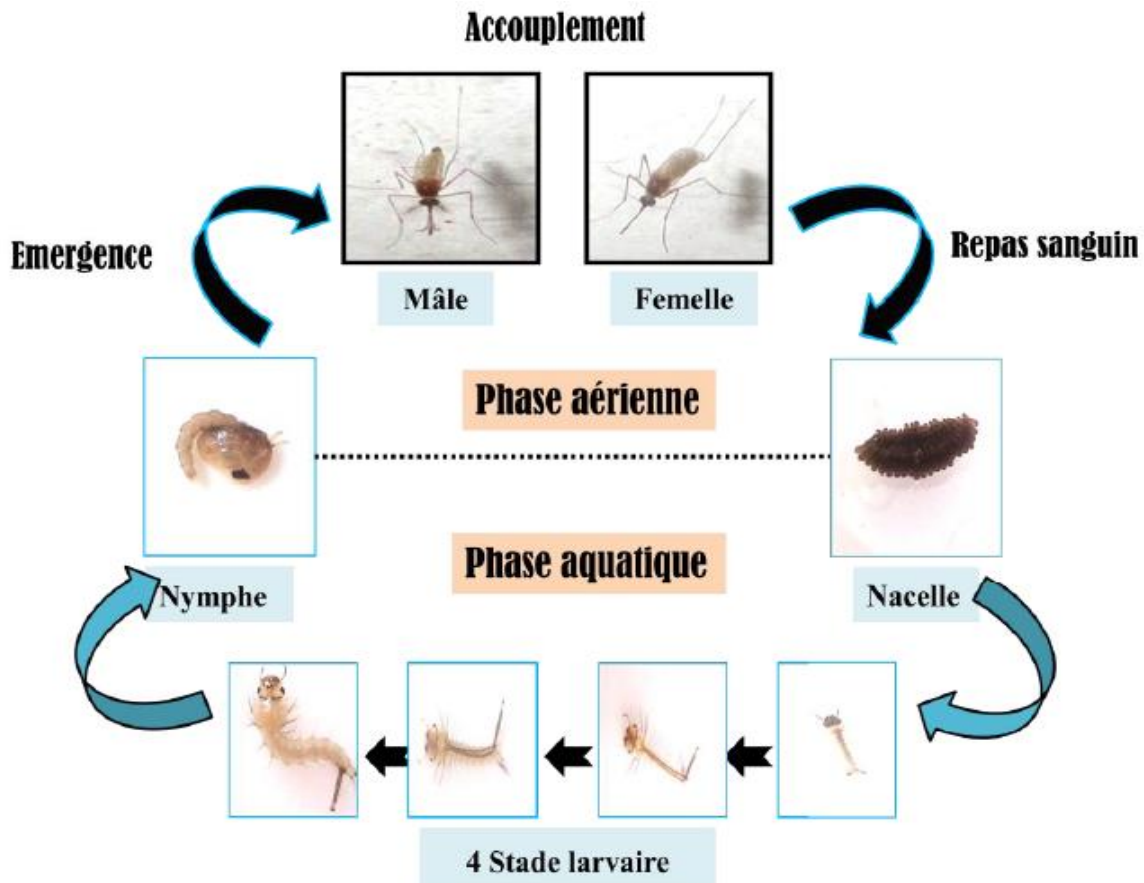 Accouplement
Emergence
Repas sanguin
Mâle
Femelle
Phase aérienne
Phase aquatique
Nymphe
Nacelle
4 Stade larvaire